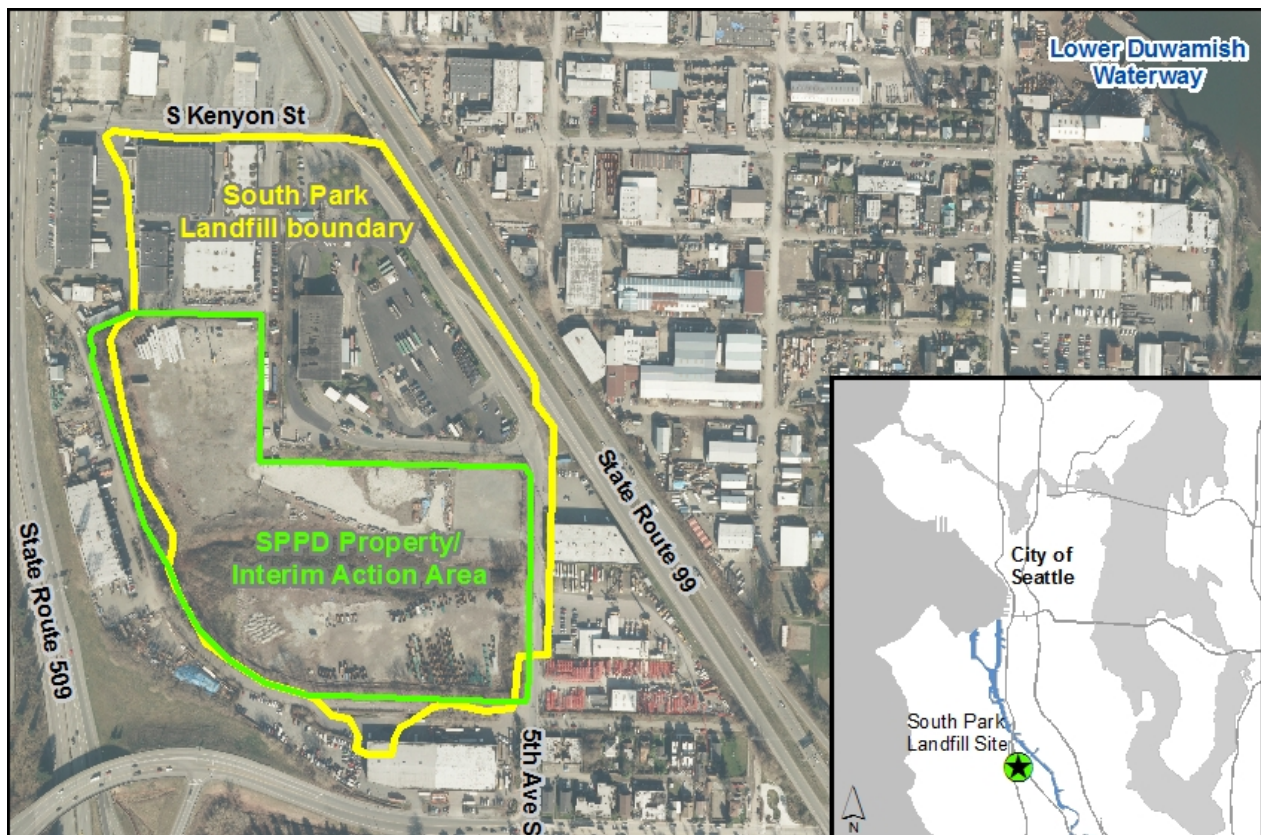 Lower Duwamish
Waterway
S Kenyon St
South Park
Landfill boundary
State Route 99
SPPD Property/
Interim Action Area
State Route 509
5th Ave S
City of
Seattle
South Park
Landfill Site
N